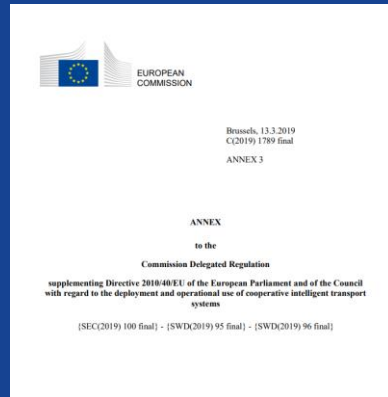 EUROPEAN
COMMISSION
Brussels, 13.3.2019
C(2019) 1789 final
ANNEX 3
ANNEX
to the
Commission Delegated Regulation
supplementing Directive 2010/40/EU of the European Parliament and of the Council
with regard to the deployment and operational use of cooperative intelligent transport
systems
{SEC(2019) 100 final} - {SWD(2019) 95 final} - {SWD(2019) 96 final}